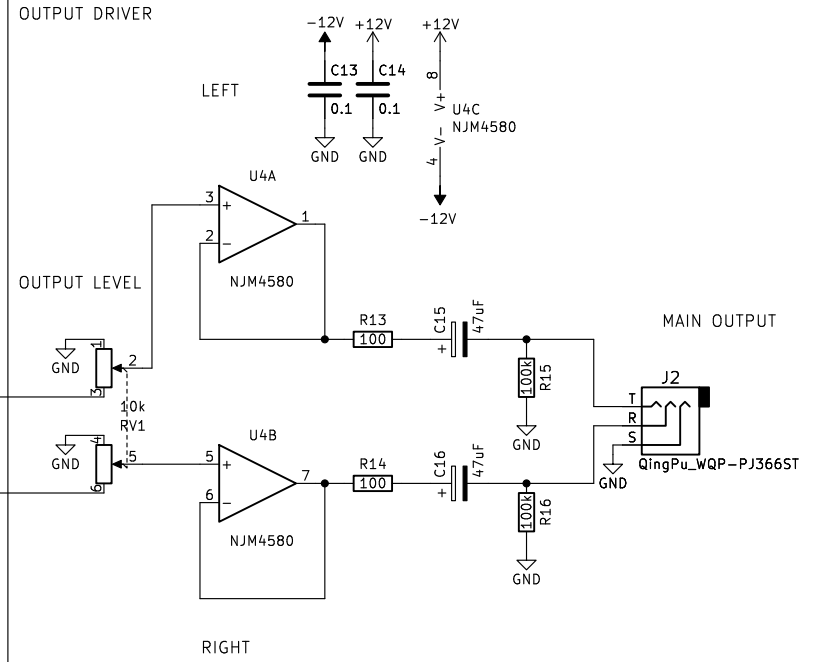 OUTPUT DRIVER
-12V
+12V
+12V
LEFT
C13
0.1
GND
C14
0.1
GND
8
V+
U4C
NJM4580
V-
4
-12V
U4A
3
+
2
-
1
NJM4580
OUTPUT LEVEL
1
GND
2
3
10k
RV1
R13
100
C15
+
47uF
100k
R15
GND
MAIN OUTPUT
J2
T
R
S
GND
QingPu_WQP-PJ366ST
4
GND
5
6
U4B
5
+
6
-
7
NJM4580
R14
100
C16
+
47uF
100k
R16
GND
RIGHT